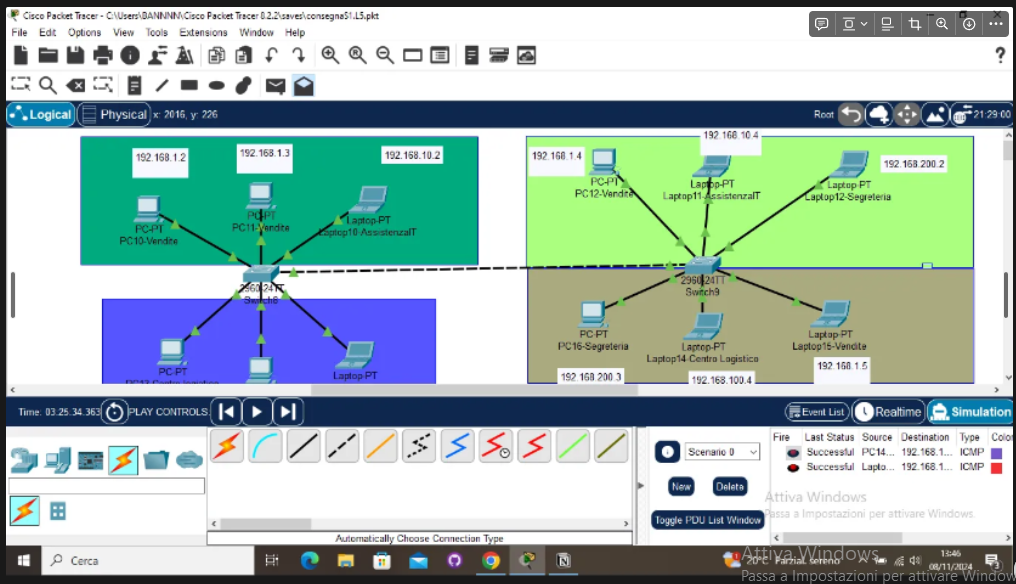 Cisco Packet Tracer - C:\Users\BANNNN\Cisco Packet Tracer 8.2.2\saves\consegnaS1.L5.pkt
File Edit Options View Tools Extensions Window Help
?
Logical Physical x: 2016, y: 226 Root 21:29:00
192.168.1.2
192.168.1.3
192.168.10.2
PC-PT
PC10-Vendite
PC-PT
PC11-Vendite
Laptop-PT
Laptop10-AssistenzaIT
2960-24TT
Switch8
PC-PT
PC13-Centro logistico
Laptop-PT
192.168.1.4
192.168.10.4
192.168.200.2
PC-PT
PC12-Vendite
Laptop-PT
Laptop11-AssistenzaIT
Laptop-PT
Laptop12-Segreteria
2960-24TT
Switch9
PC-PT
PC16-Segreteria
Laptop-PT
Laptop14-Centro Logistico
Laptop-PT
Laptop15-Vendite
192.168.200.3
192.168.100.4
192.168.1.5
Time: 03:25:34.363 PLAY CONTROLS: Event List Realtime Simulation
Scenario 0
New Delete
Toggle PDU List Window
Fire Last Status Source Destination Type Color
Successful PC14... 192.168.1... ICMP
Successful Lapto... 192.168.1... ICMP
Automatically Choose Connection Type
Attiva Windows
Passa a Impostazioni per attivare Windows.
Cerca
20°C Parzial. sereno
13:46
08/11/2024
3
Attiva Windows
Passa a Impostazioni per attivare Windows